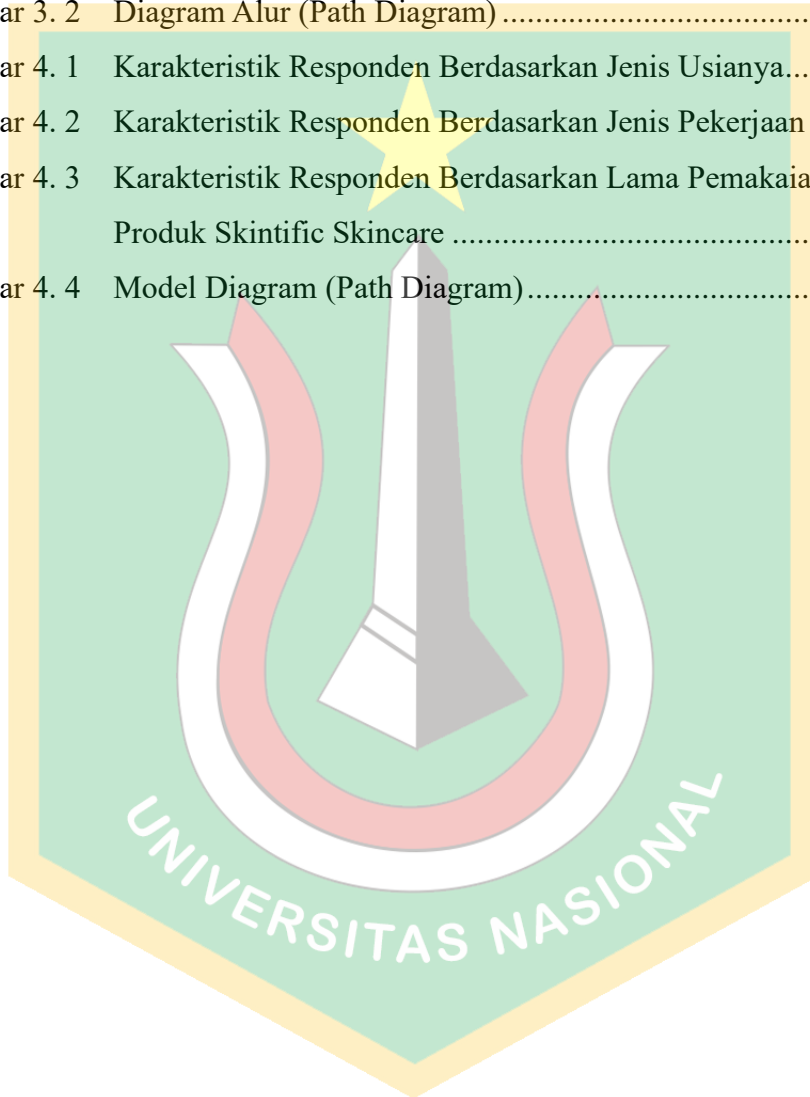 ar 3. 2 Diagram Alur (Path Diagram) ....................................
ar 4. 1 Karakteristik Responden Berdasarkan Jenis Usianya...
ar 4. 2 Karakteristik Responden Berdasarkan Jenis Pekerjaan
ar 4. 3 Karakteristik Responden Berdasarkan Lama Pemakaia
Produk Skintific Skincare ..........................................
ar 4. 4 Model Diagram (Path Diagram).................................
UNIVERSITAS NASIONAL